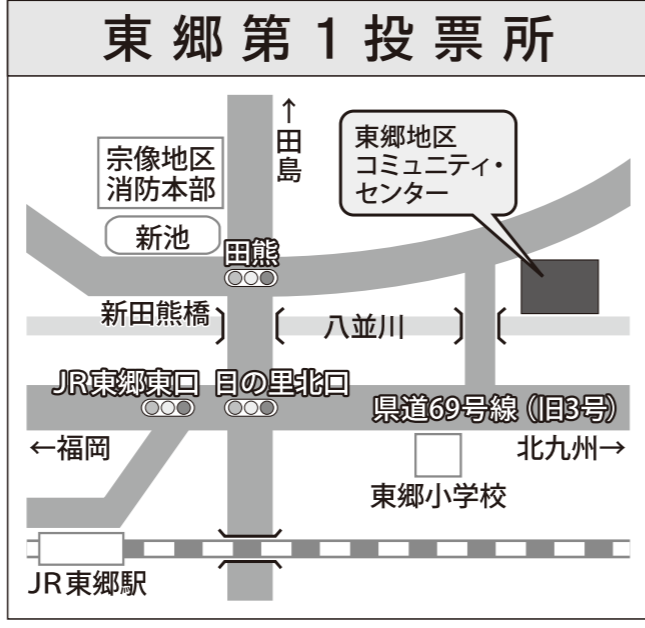 東郷第1投票所
↑田島
宗像地区
消防本部
東郷地区
コミュニティ・
センター
新池
田熊
新田熊橋
八並川
JR東郷東口
日の里北口
県道69号線（旧3号）
←福岡
北九州→
東郷小学校
JR東郷駅